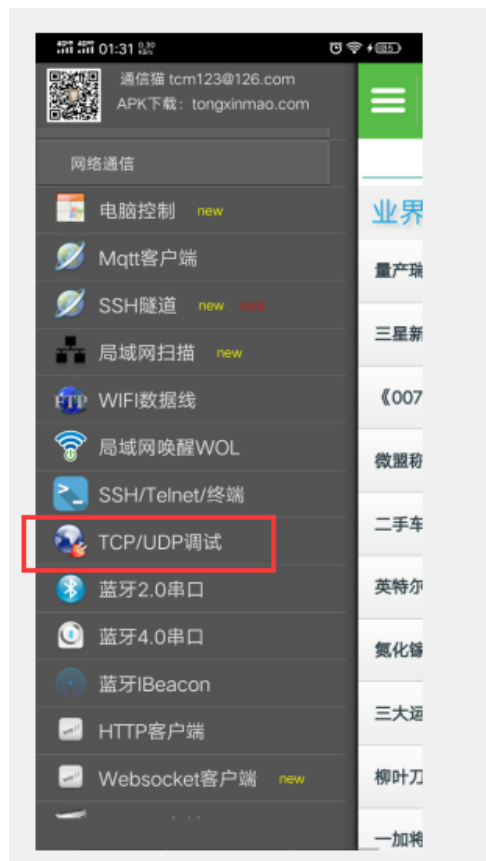 01:31 0.30 KB/s
通信猫 tcm123@126.com
APK下载：tongxinmao.com
网络通信
业界
电脑控制 new
Mqtt客户端
量产瑞
SSH隧道 new root
三星新
局域网扫描 new
FTP WIFI数据线
《007
局域网唤醒WOL
微盟称
SSH/Telnet/终端
二手车
TCP/UDP调试
蓝牙2.0串口
英特尔
蓝牙4.0串口
氮化镓
蓝牙IBeacon
三大运
HTTP客户端
Websocket客户端 new
柳叶刀
一加将